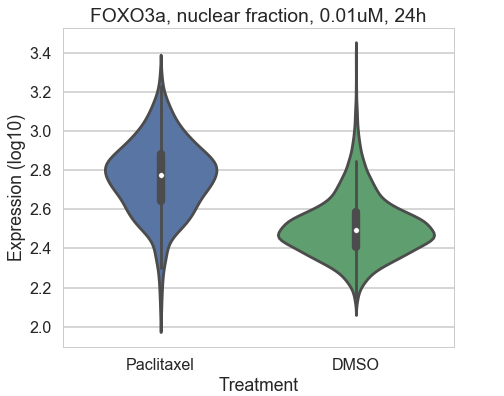 FOXO3a, nuclear fraction, 0.01uM, 24h
Expression (log10)
3.4
3.2
3.0
2.8
2.6
2.4
2.2
2.0
Paclitaxel DMSO
Treatment